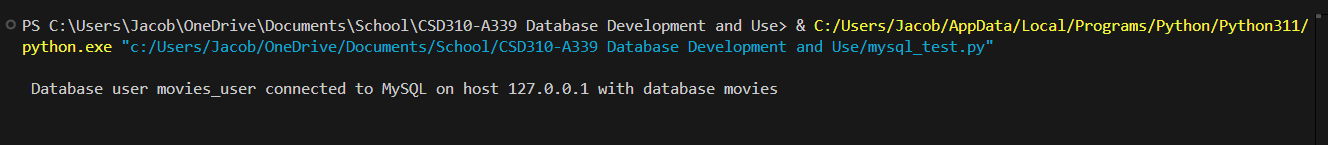 PS C:\Users\Jacob\OneDrive\Documents\School\CSD310-A339 Database Development and Use> & C:/Users/Jacob/AppData/Local/Programs/Python/Python311/
python.exe "c:/Users/Jacob/OneDrive/Documents/School/CSD310-A339 Database Development and Use/mysql_test.py"
Database user movies_user connected to MySQL on host 127.0.0.1 with database movies